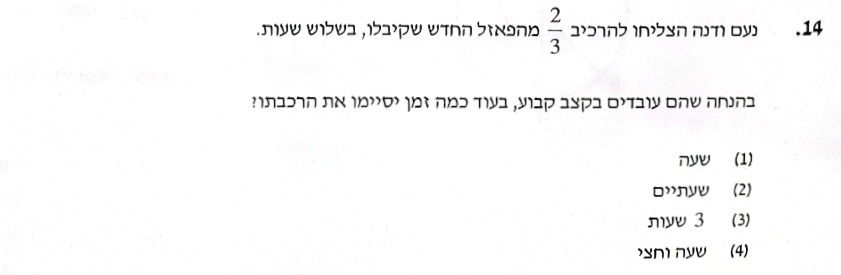 14. נעם ודנה הצליחו להרכיב 2/3 מהפאזל החדש שקיבלו, בשלוש שעות.
בהנחה שהם עובדים בקצב קבוע, בעוד כמה זמן יסיימו את הרכבתו?
(1) שעה
(2) שעתיים
(3) 3 שעות
(4) שעה וחצי